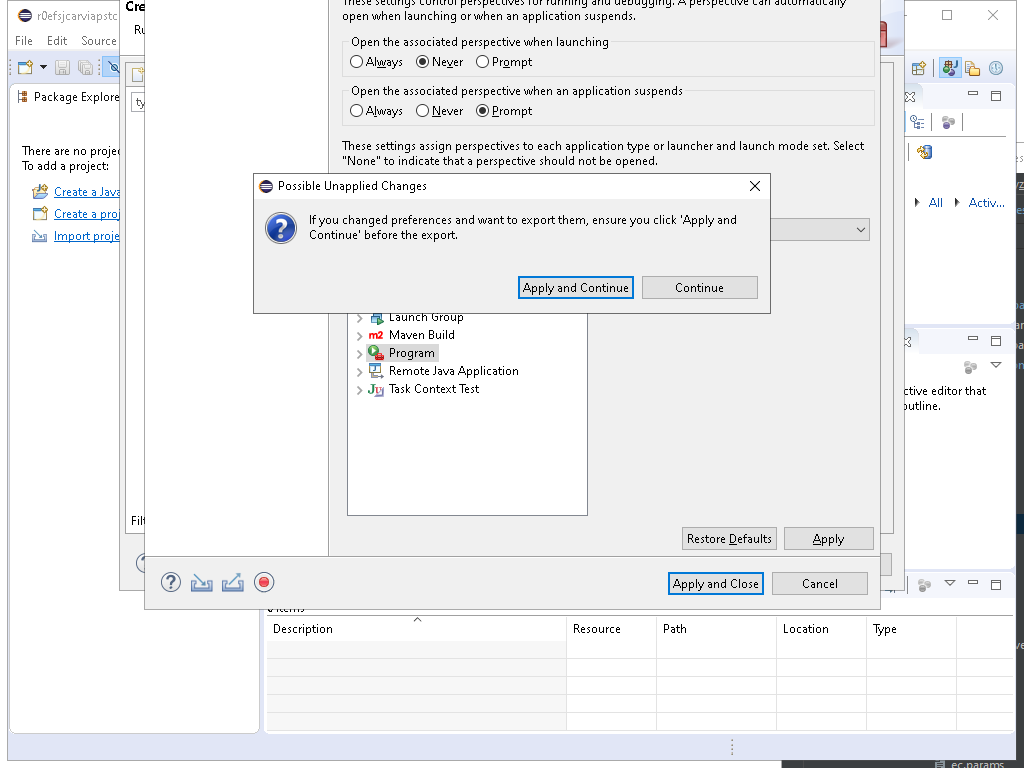 r0efsjcarviapstc
File Edit Source
Package Explore
There are no proje
To add a project:
Create a Java
Create a proj
Import proje
Cre
Ru
ty
Filt
These settings control perspectives for running and debugging. A perspective can automatically
open when launching or when an application suspends.
Open the associated perspective when launching
Always Never Prompt
Open the associated perspective when an application suspends
Always Never Prompt
These settings assign perspectives to each application type or launcher and launch mode set. Select
"None" to indicate that a perspective should not be opened.
Possible Unapplied Changes
If you changed preferences and want to export them, ensure you click 'Apply and
Continue' before the export.
Apply and Continue Continue
Launch Group
m2 Maven Build
Program
Remote Java Application
Ju Task Context Test
Restore Defaults Apply
Apply and Close Cancel
All Activ...
ctive editor that
outline.
0 items
Description Resource Path Location Type
ec.params